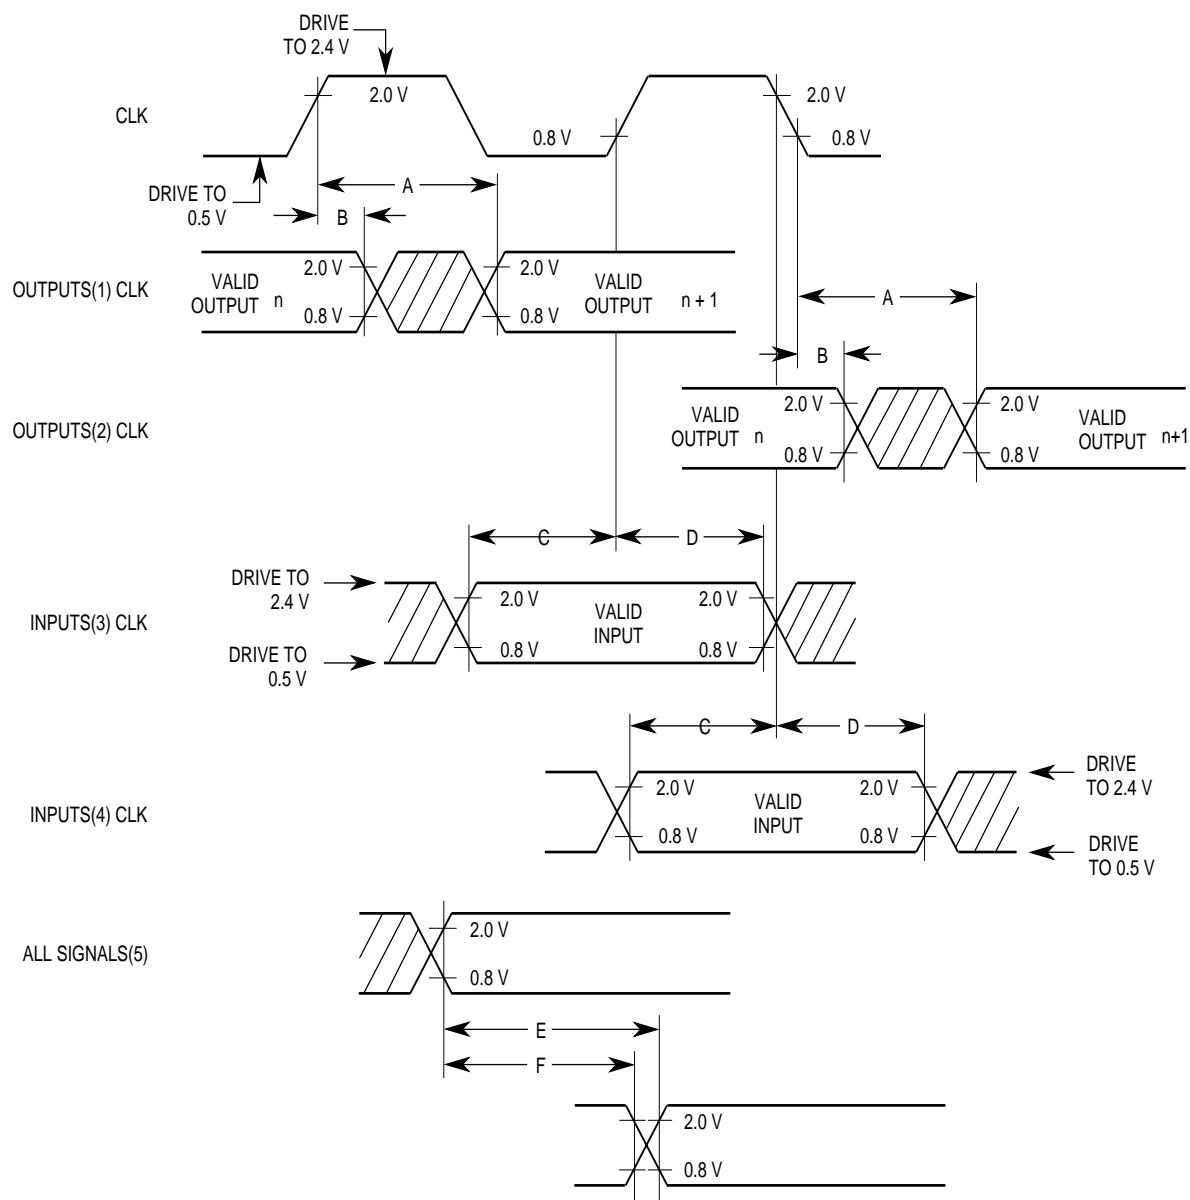 DRIVE
TO 2.4 V
2.0 V
2.0 V
CLK
0.8 V
0.8 V
DRIVE TO
0.5 V
A
B
OUTPUTS(1) CLK
VALID
OUTPUT n
2.0 V
0.8 V
2.0 V
0.8 V
VALID
OUTPUT n + 1
A
B
OUTPUTS(2) CLK
VALID
OUTPUT n
2.0 V
0.8 V
2.0 V
0.8 V
VALID
OUTPUT n+1
C
D
DRIVE TO
2.4 V
INPUTS(3) CLK
DRIVE TO
0.5 V
2.0 V
0.8 V
VALID
INPUT
2.0 V
0.8 V
C
D
INPUTS(4) CLK
2.0 V
0.8 V
VALID
INPUT
2.0 V
0.8 V
DRIVE
TO 2.4 V
DRIVE
TO 0.5 V
ALL SIGNALS(5)
2.0 V
0.8 V
E
F
2.0 V
0.8 V